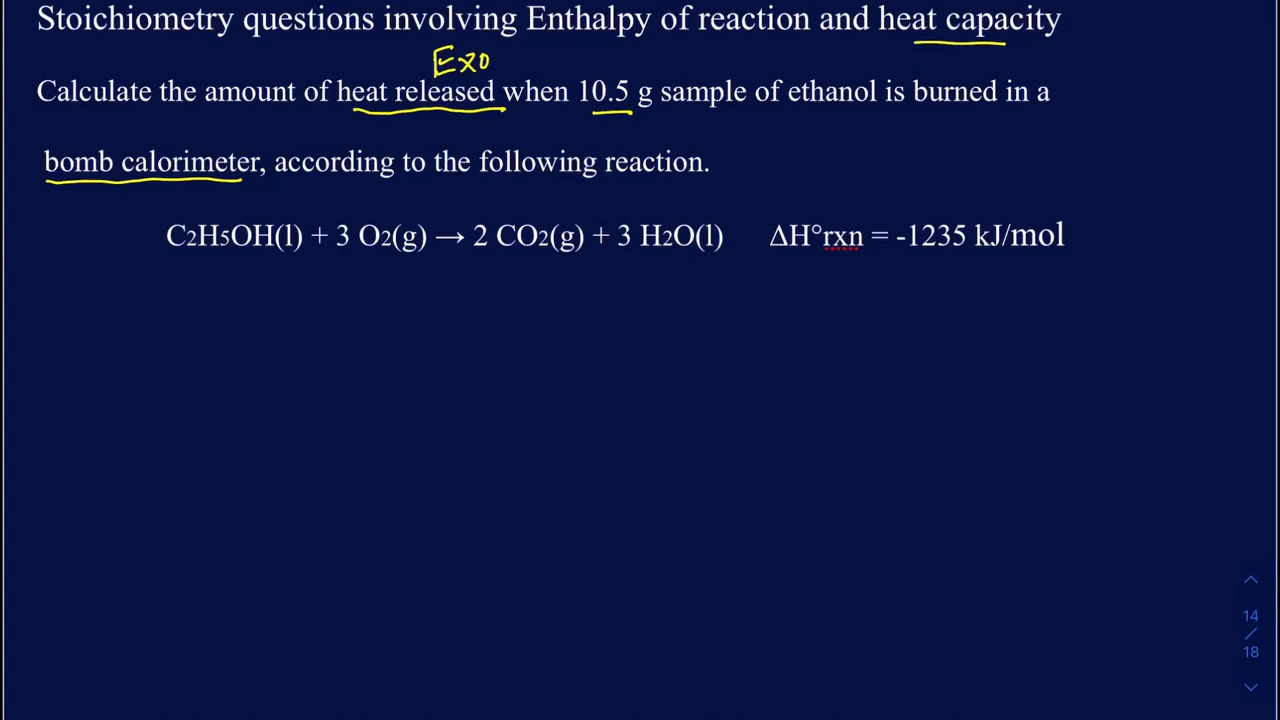 Stoichiometry questions involving Enthalpy of reaction and heat capacity
Exo
Calculate the amount of heat released when 10.5 g sample of ethanol is burned in a
bomb calorimeter, according to the following reaction.
C2H5OH(l) + 3 O2(g) → 2 CO2(g) + 3 H2O(l) ΔH°rxn = -1235 kJ/mol
14
/
18